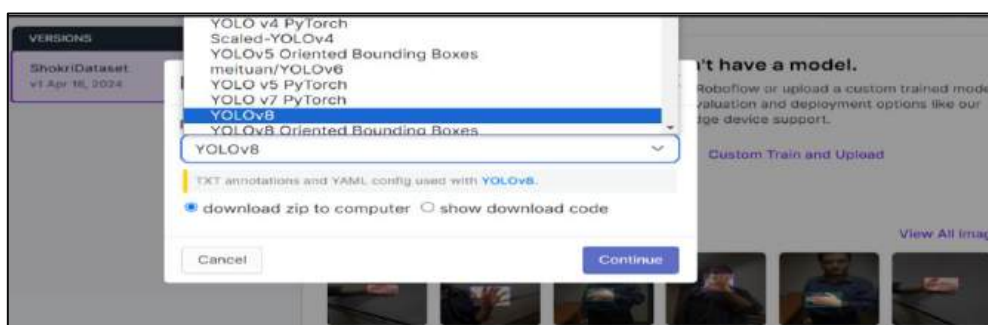 VERSIONS
ShokriDataset
v1 Apr 16, 2024
YOLO v4 PyTorch
Scaled-YOLOv4
YOLOv5 Oriented Bounding Boxes
meituan/YOLOv6
YOLO v5 PyTorch
YOLO v7 PyTorch
YOLOv8
YOLOv8 Oriented Bounding Boxes
YOLOv8
TXT annotations and YAML config used with YOLOv8.
download zip to computer show download code
Cancel Continue
't have a model.
Roboflow or upload a custom trained mode
valuation and deployment options like our
dge device support.
Custom Train and Upload
View All Imag